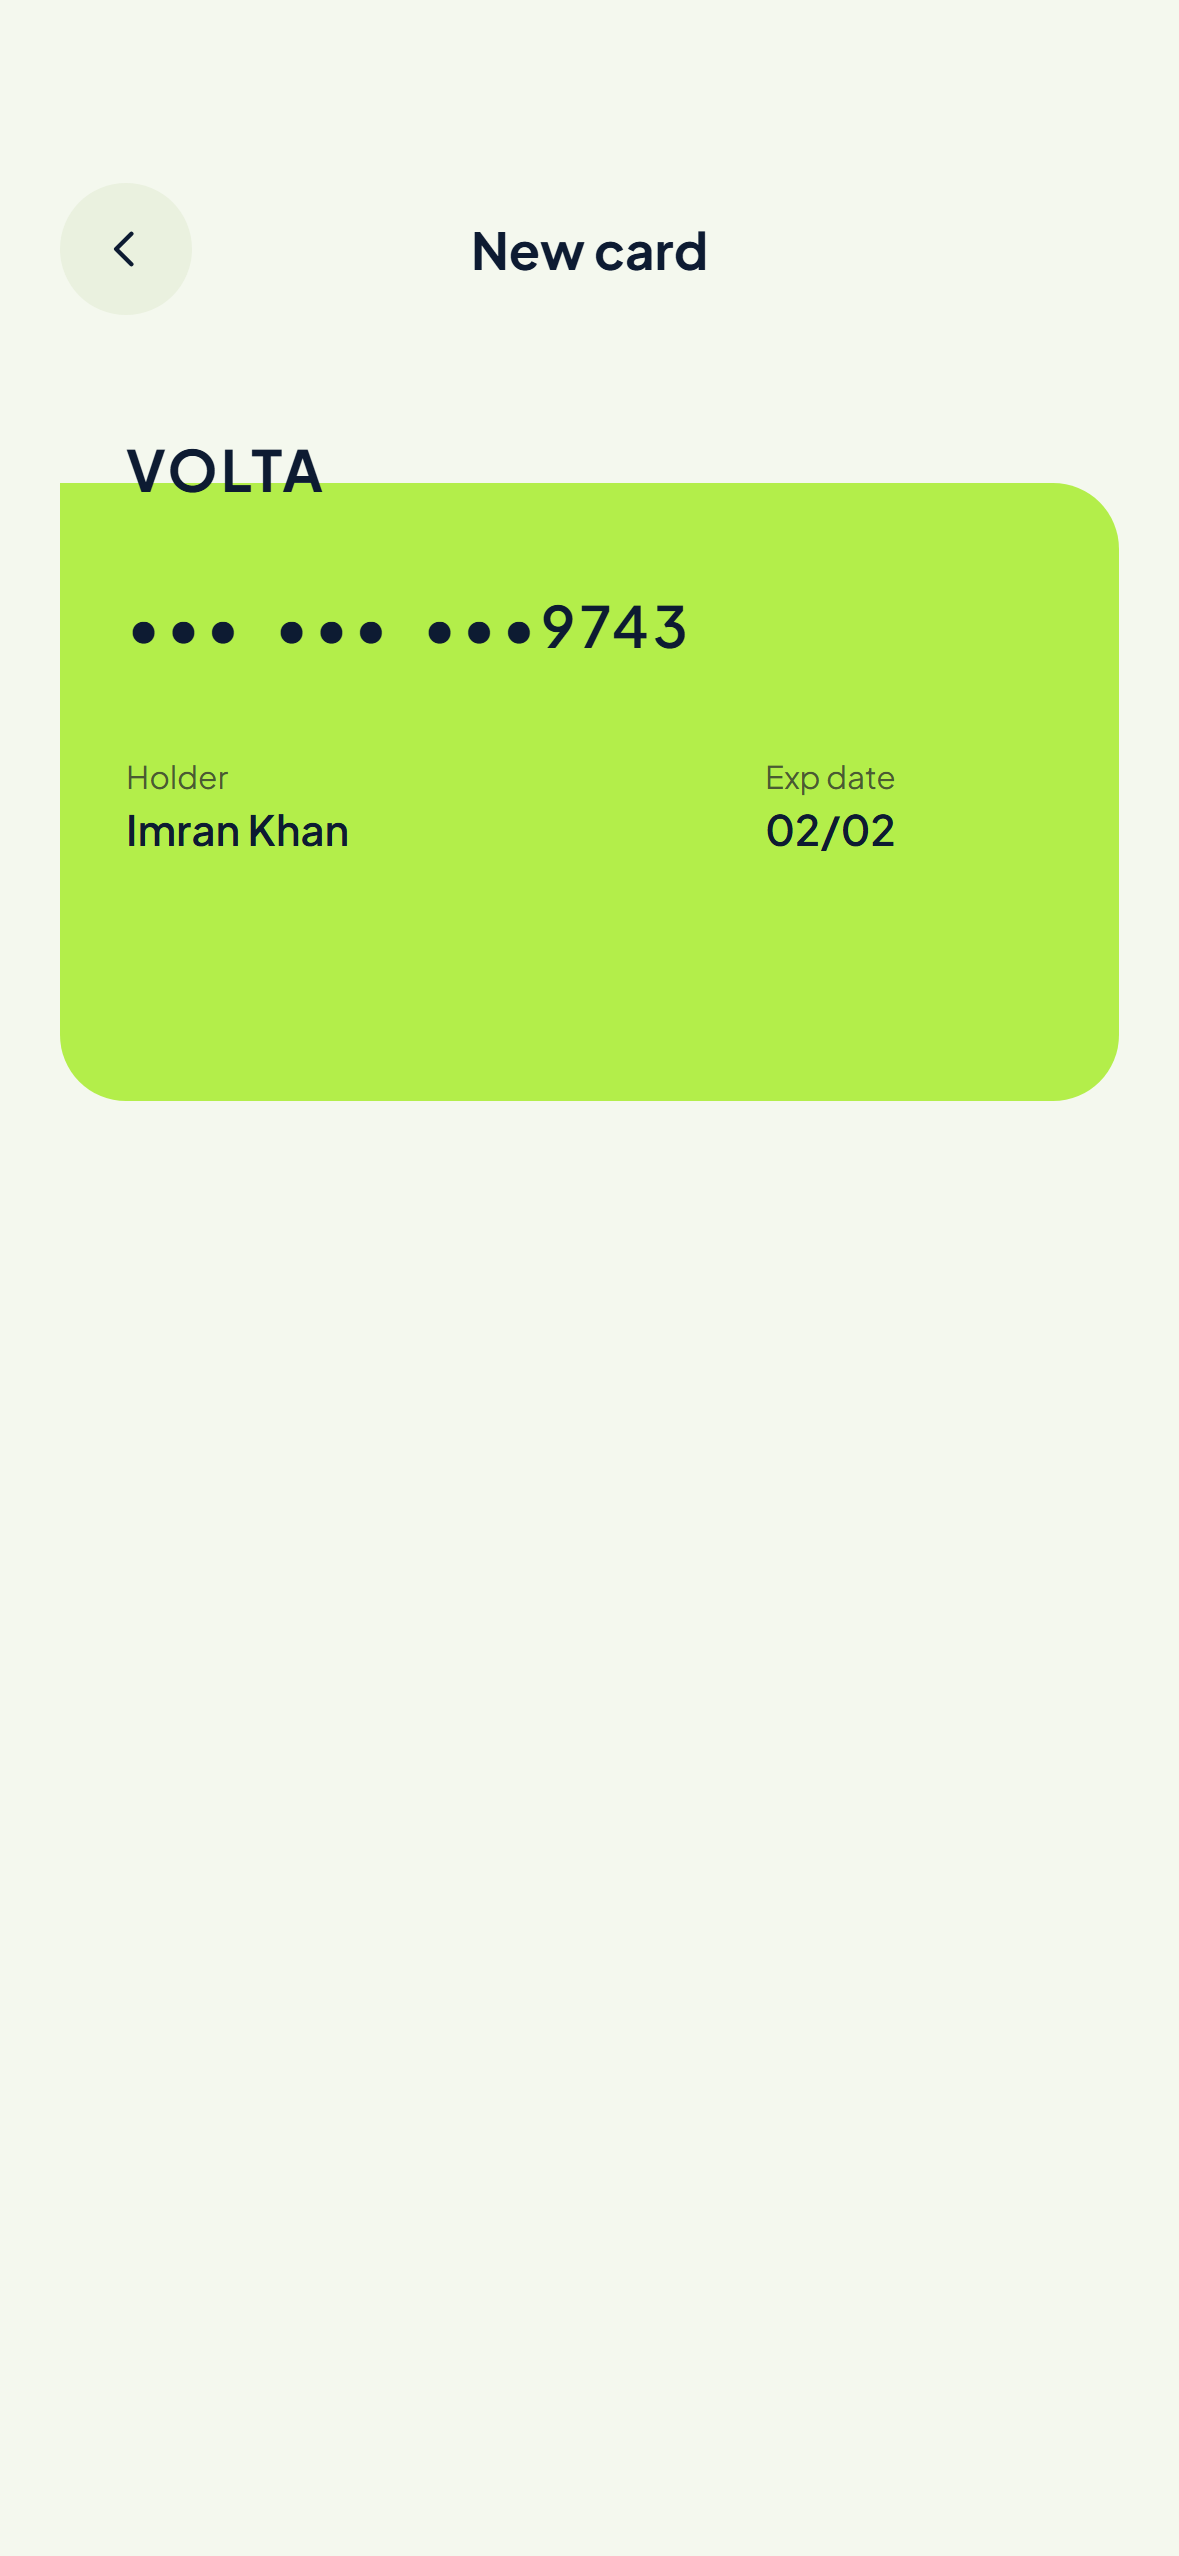 New card
VOLTA
●●● ●●● ●●●9743
Holder
Exp date
Imran Khan
02/02